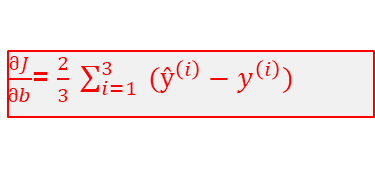 ∂J/∂b = 2/3 ∑_{i=1}^{3} (ŷ^{(i)} − y^{(i)})